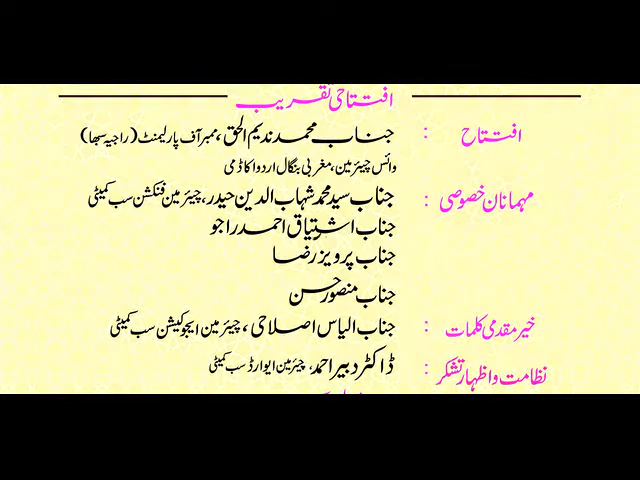 افتتاحی تقریب
افتتاح : جناب محمد ندیم الحق، ممبر آف پارلیمنٹ (راجیہ سبھا)
وائس چیئرمین، مغربی بنگال اردو اکاڈمی
مہمانان خصوصی : جناب سید محمد شہاب الدین حیدر، چیئرمین فنکشن سب کمیٹی
جناب اشتیاق احمد راجو
جناب پرویز رضا
جناب منصور حسن
خیر مقدمی کلمات : جناب الیاس اصلاحی، چیئرمین ایجوکیشن سب کمیٹی
نظامت و اظہار تشکر : ڈاکٹر دبیر احمد، چیئرمین ایوارڈ سب کمیٹی